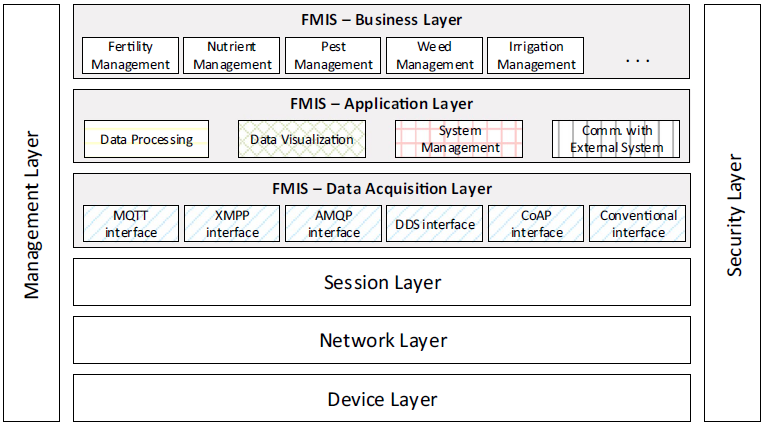 Management Layer
FMIS – Business Layer
Fertility
Management
Nutrient
Management
Pest
Management
Weed
Management
Irrigation
Management
. . .
FMIS – Application Layer
Data Processing
Data Visualization
System
Management
Comm. with
External System
FMIS – Data Acquisition Layer
MQTT
interface
XMPP
interface
AMQP
interface
DDS interface
CoAP
interface
Conventional
interface
Session Layer
Network Layer
Device Layer
Security Layer